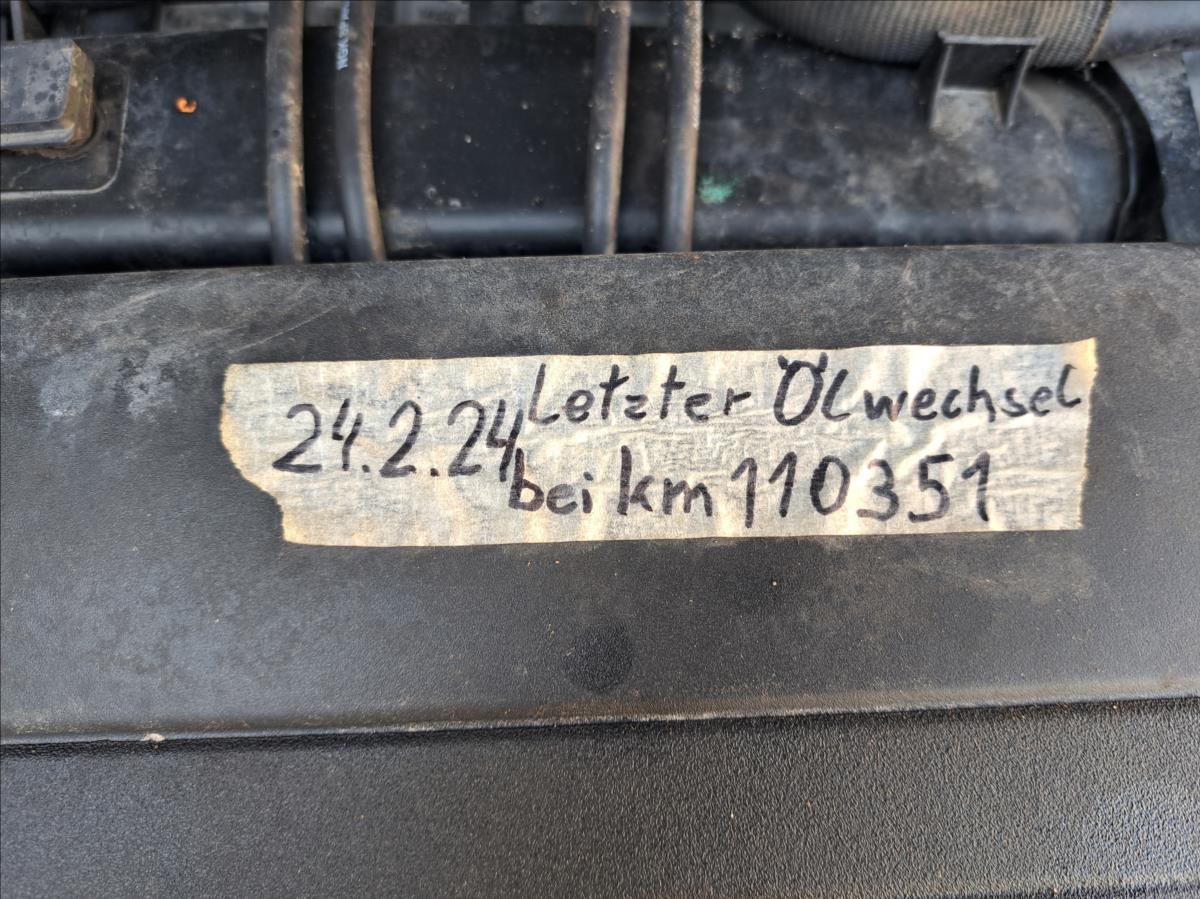 24.2.24 Letzter Ölwechsel
bei km 110351